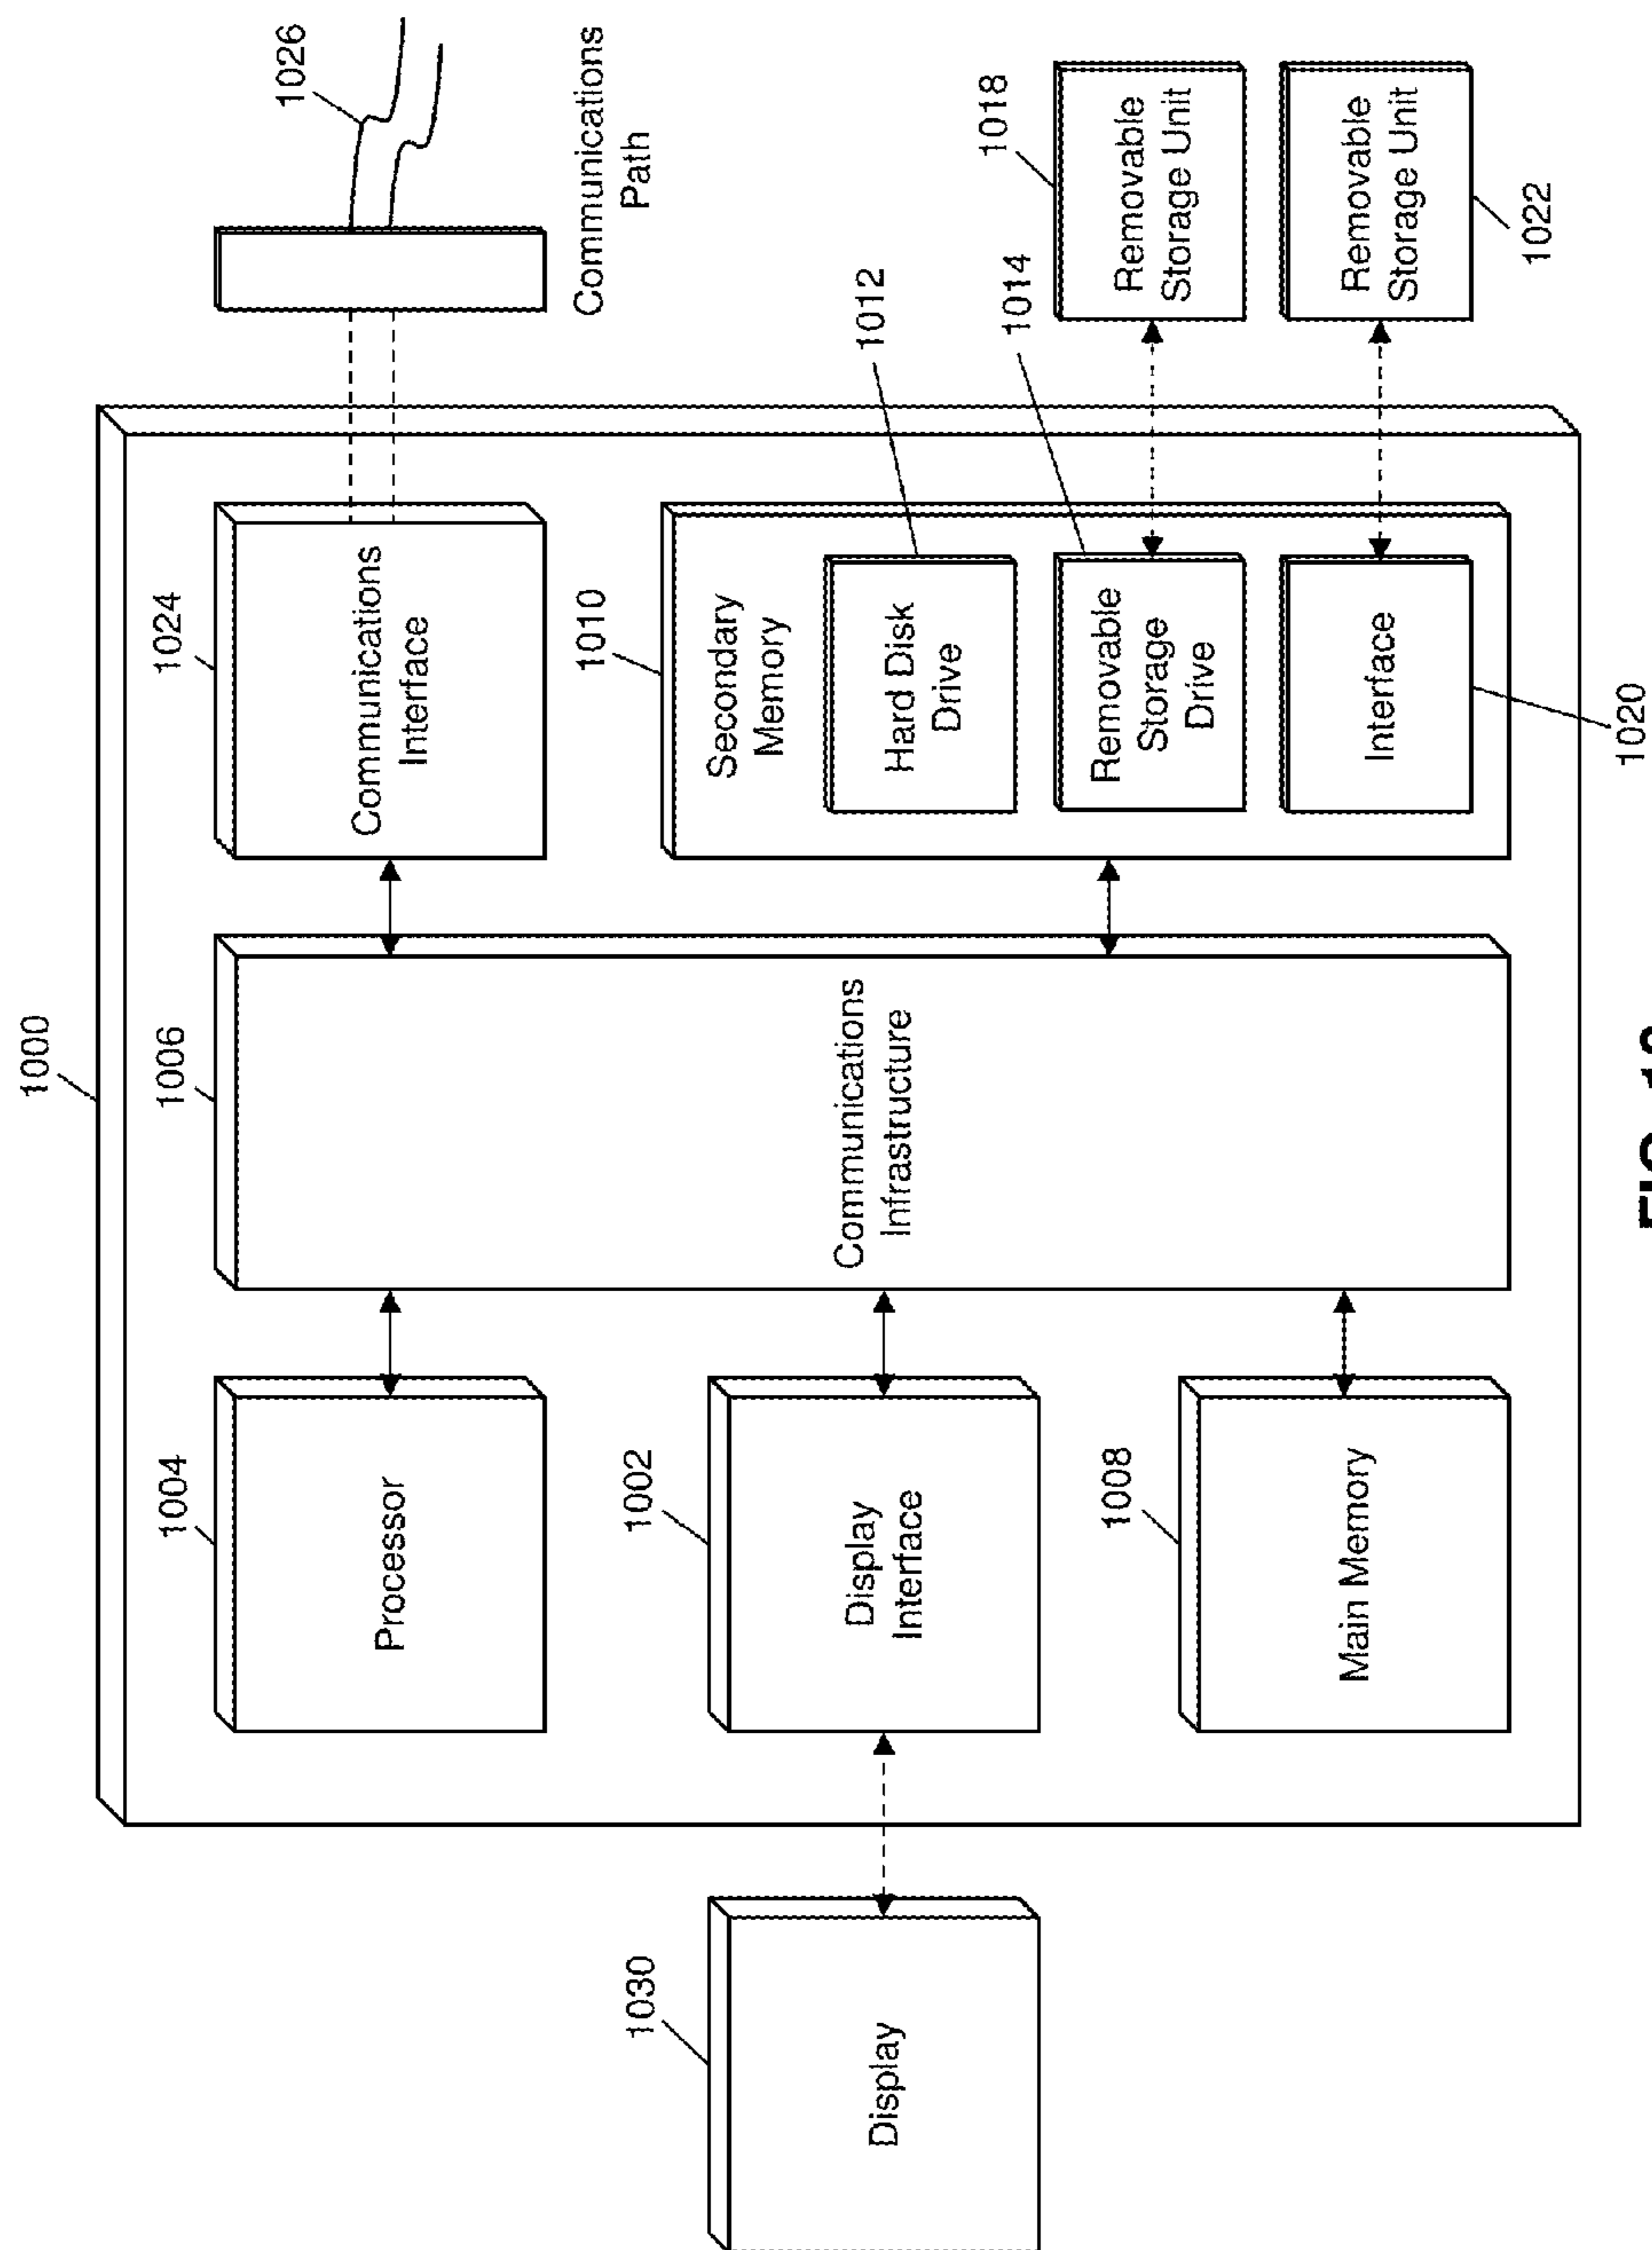 1000
1006
1004
1024
1026
Processor
Communications
Interface
Communications
Path
1030
1002
1010
Display
Display
Interface
Communications
Infrastructure
Secondary
Memory
1012
Hard Disk
Drive
1018
1014
1008
Removable
Storage
Drive
Removable
Storage Unit
Main Memory
Interface
Removable
Storage Unit
1022
1020
FIG. 10